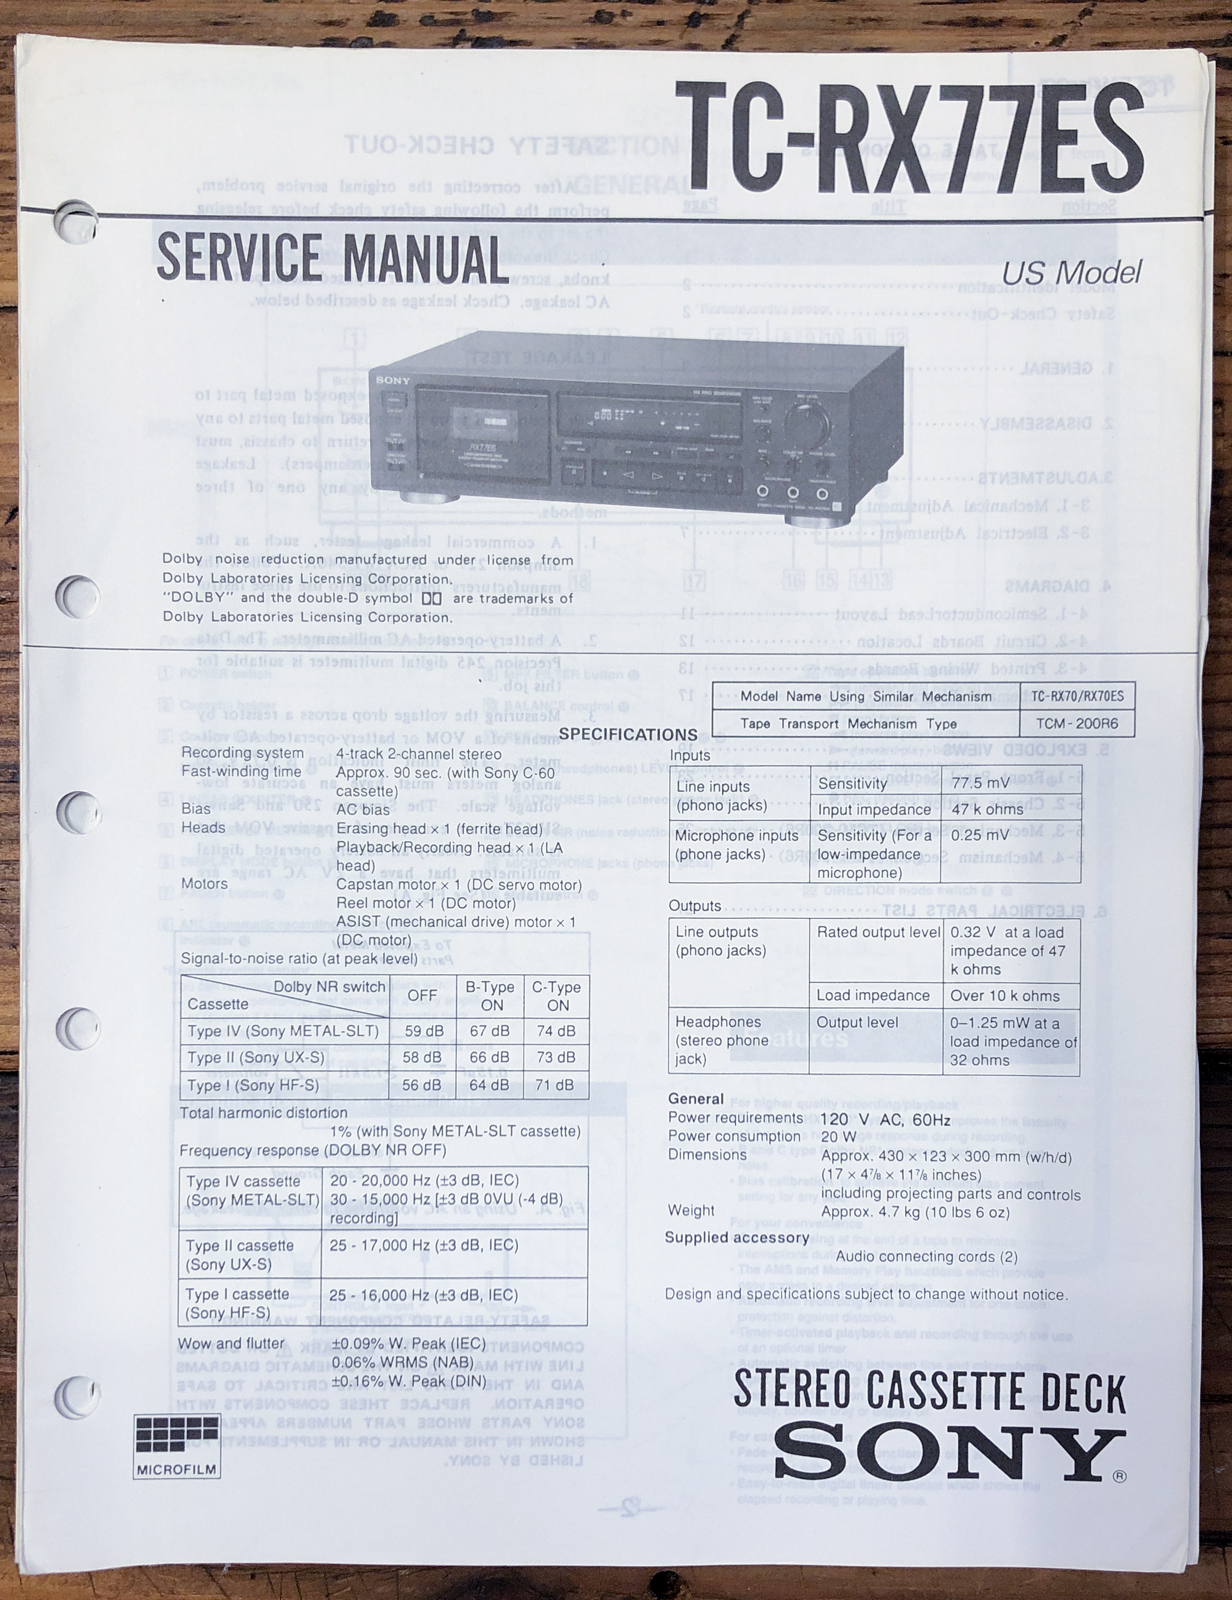 TC-RX77ES
SERVICE MANUAL
US Model
SONY
RX77ES
Dolby noise reduction manufactured under license from
Dolby Laboratories Licensing Corporation.
"DOLBY" and the double-D symbol are trademarks of
Dolby Laboratories Licensing Corporation.
Model Name Using Similar Mechanism TC-RX70/RX70ES
Tape Transport Mechanism Type TCM-200R6
SPECIFICATIONS
Recording system 4-track 2-channel stereo
Fast-winding time Approx. 90 sec. (with Sony C-60
cassette)
Bias AC bias
Heads Erasing head × 1 (ferrite head)
Playback/Recording head × 1 (LA
head)
Motors Capstan motor × 1 (DC servo motor)
Reel motor × 1 (DC motor)
ASIST (mechanical drive) motor × 1
(DC motor)
Signal-to-noise ratio (at peak level)
Dolby NR switch
Cassette
OFF B-Type ON C-Type ON
Type IV (Sony METAL-SLT) 59 dB 67 dB 74 dB
Type II (Sony UX-S) 58 dB 66 dB 73 dB
Type I (Sony HF-S) 56 dB 64 dB 71 dB
Total harmonic distortion
1% (with Sony METAL-SLT cassette)
Frequency response (DOLBY NR OFF)
Type IV cassette 20 - 20,000 Hz (±3 dB, IEC)
(Sony METAL-SLT) 30 - 15,000 Hz [±3 dB 0VU (-4 dB)
recording]
Type II cassette 25 - 17,000 Hz (±3 dB, IEC)
(Sony UX-S)
Type I cassette 25 - 16,000 Hz (±3 dB, IEC)
(Sony HF-S)
Wow and flutter ±0.09% W. Peak (IEC)
0.06% WRMS (NAB)
±0.16% W. Peak (DIN)
MICROFILM
Inputs
Line inputs Sensitivity 77.5 mV
(phono jacks) Input impedance 47 k ohms
Microphone inputs Sensitivity (For a 0.25 mV
(phone jacks) low-impedance
microphone)
Outputs
Line outputs Rated output level 0.32 V at a load
(phono jacks) impedance of 47
k ohms
Load impedance Over 10 k ohms
Headphones Output level 0–1.25 mW at a
(stereo phone load impedance of
jack) 32 ohms
General
Power requirements 120 V AC, 60Hz
Power consumption 20 W
Dimensions Approx. 430 × 123 × 300 mm (w/h/d)
(17 × 4⅞ × 11⅞ inches)
including projecting parts and controls
Weight Approx. 4.7 kg (10 lbs 6 oz)
Supplied accessory
Audio connecting cords (2)
Design and specifications subject to change without notice.
STEREO CASSETTE DECK
SONY®